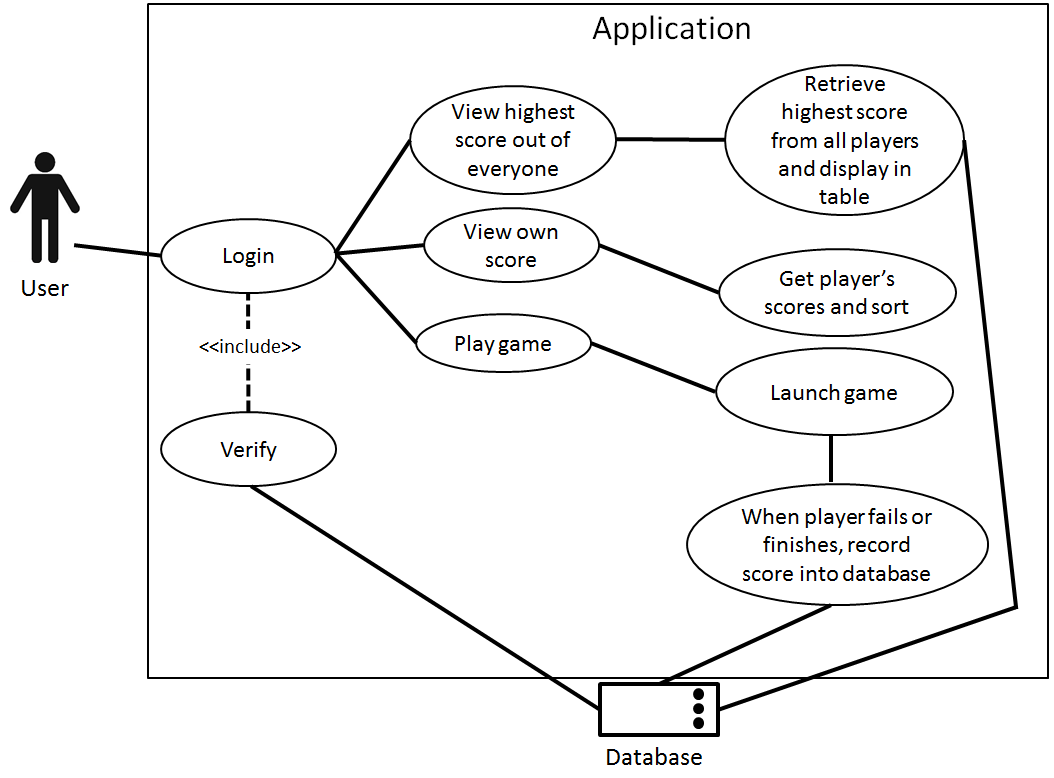 Application
View highest
score out of
everyone
Retrieve
highest score
from all players
and display in
table
User
Login
View own
score
Get player's
scores and sort
<<include>>
Play game
Launch game
Verify
When player fails or
finishes, record
score into database
Database